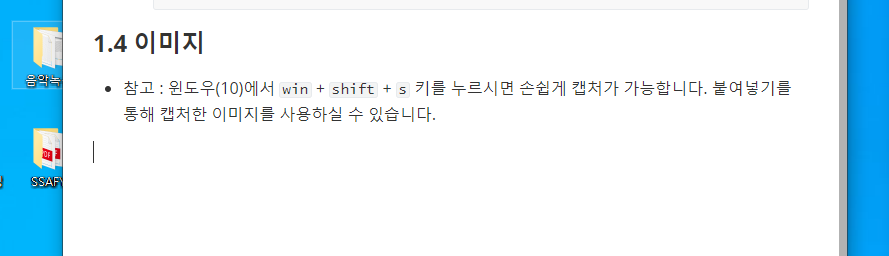 1.4 이미지
참고 : 윈도우(10)에서 win + shift + s 키를 누르시면 손쉽게 캡처가 가능합니다. 붙여넣기를
통해 캡처한 이미지를 사용하실 수 있습니다.
음악녹
SSAFY